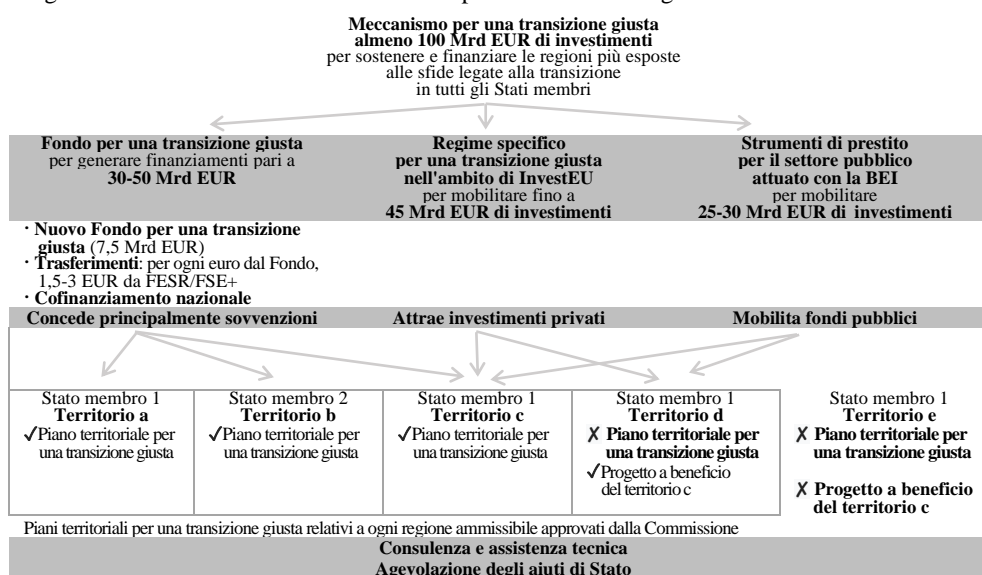 Meccanismo per una transizione giusta
almeno 100 Mrd EUR di investimenti
per sostenere e finanziare le regioni più esposte
alle sfide legate alla transizione
in tutti gli Stati membri
Fondo per una transizione giusta
per generare finanziamenti pari a
30-50 Mrd EUR
Regime specifico
per una transizione giusta
nell'ambito di InvestEU
per mobilitare fino a
45 Mrd EUR di investimenti
Strumenti di prestito
per il settore pubblico
attuato con la BEI
per mobilitare
25-30 Mrd EUR di investimenti
· Nuovo Fondo per una transizione
giusta (7,5 Mrd EUR)
· Trasferimenti: per ogni euro dal Fondo,
1,5-3 EUR da FESR/FSE+
· Cofinanziamento nazionale
Concede principalmente sovvenzioni
Attrae investimenti privati
Mobilita fondi pubblici
Stato membro 1
Territorio a
✓Piano territoriale per
una transizione giusta
Stato membro 2
Territorio b
✓Piano territoriale per
una transizione giusta
Stato membro 1
Territorio c
✓Piano territoriale per
una transizione giusta
Stato membro 1
Territorio d
✗ Piano territoriale per
una transizione giusta
✓Progetto a beneficio
del territorio c
Stato membro 1
Territorio e
✗ Piano territoriale per
una transizione giusta
✗ Progetto a beneficio
del territorio c
Piani territoriali per una transizione giusta relativi a ogni regione ammissibile approvati dalla Commissione
Consulenza e assistenza tecnica
Agevolazione degli aiuti di Stato